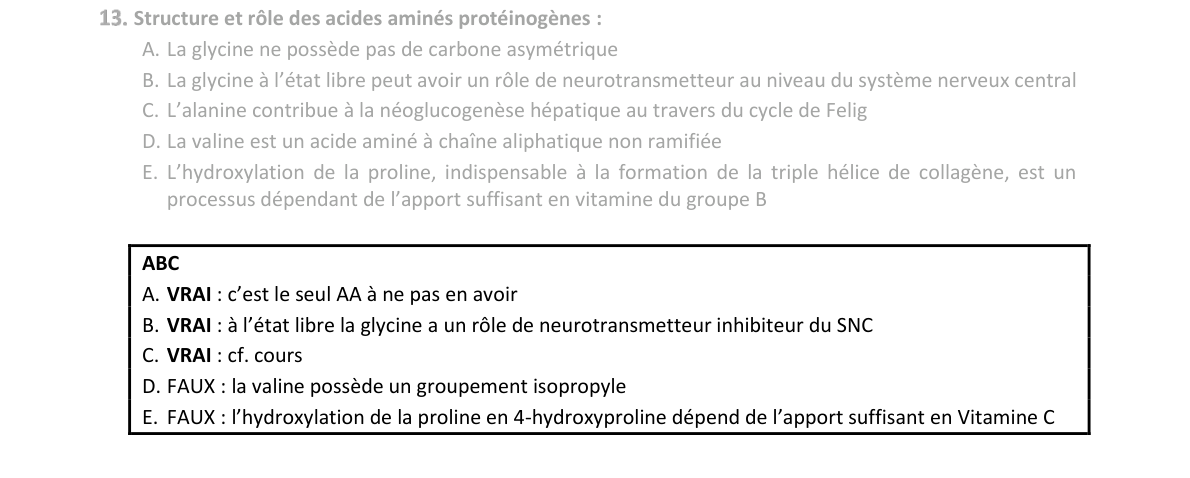 13. Structure et rôle des acides aminés protéinogènes :
A. La glycine ne possède pas de carbone asymétrique
B. La glycine à l’état libre peut avoir un rôle de neurotransmetteur au niveau du système nerveux central
C. L’alanine contribue à la néoglucogenèse hépatique au travers du cycle de Felig
D. La valine est un acide aminé à chaîne aliphatique non ramifiée
E. L’hydroxylation de la proline, indispensable à la formation de la triple hélice de collagène, est un
processus dépendant de l’apport suffisant en vitamine du groupe B
ABC
A. VRAI : c’est le seul AA à ne pas en avoir
B. VRAI : à l’état libre la glycine a un rôle de neurotransmetteur inhibiteur du SNC
C. VRAI : cf. cours
D. FAUX : la valine possède un groupement isopropyle
E. FAUX : l’hydroxylation de la proline en 4-hydroxyproline dépend de l’apport suffisant en Vitamine C